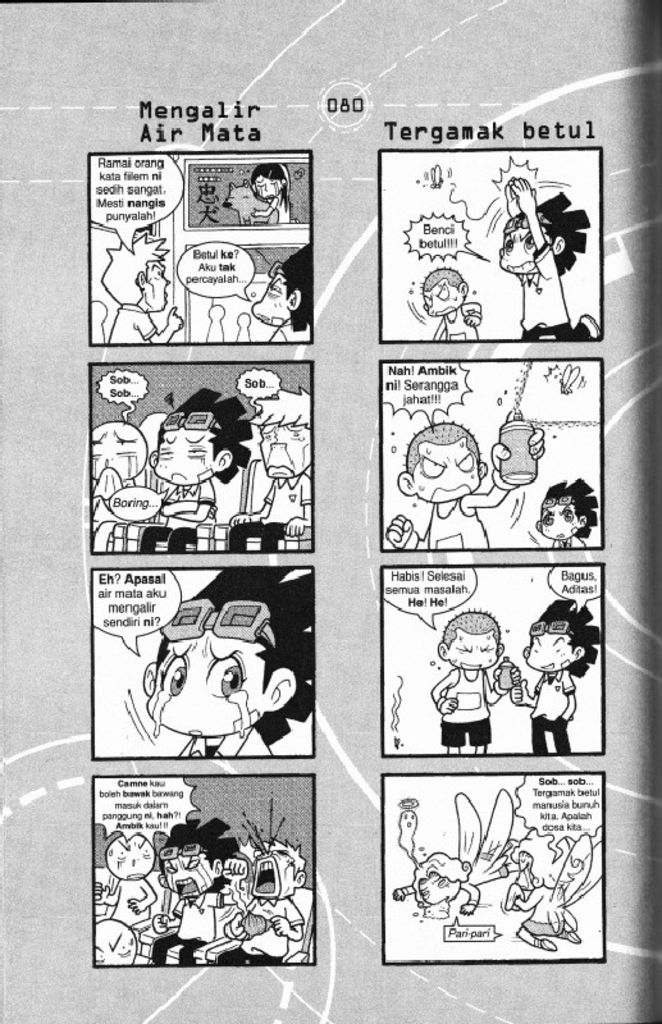 080
Mengalir
Air Mata
Ramai orang
kata filem ni
sedih sangat.
Mesti nangis
punyalah!
忠
犬
Betul ke?
Aku tak
percayalah...
Sob...
Sob...
Sob...
Boring...
Eh? Apasal
air mata aku
mengalir
sendiri ni?
Camne kau
boleh bawak bawang
masuk dalam
panggung ni, hah?!
Ambik kau!!!
Tergamak betul
Benci
betul!!!!
Nah! Ambik
ni! Serangga
jahat!!!
Habis! Selesai
semua masalah.
He! He!
Bagus,
Aditas!
Sob... sob...
Tergamak betul
manusia bunuh
kita. Apalah
dosa kita...
Pari-pari